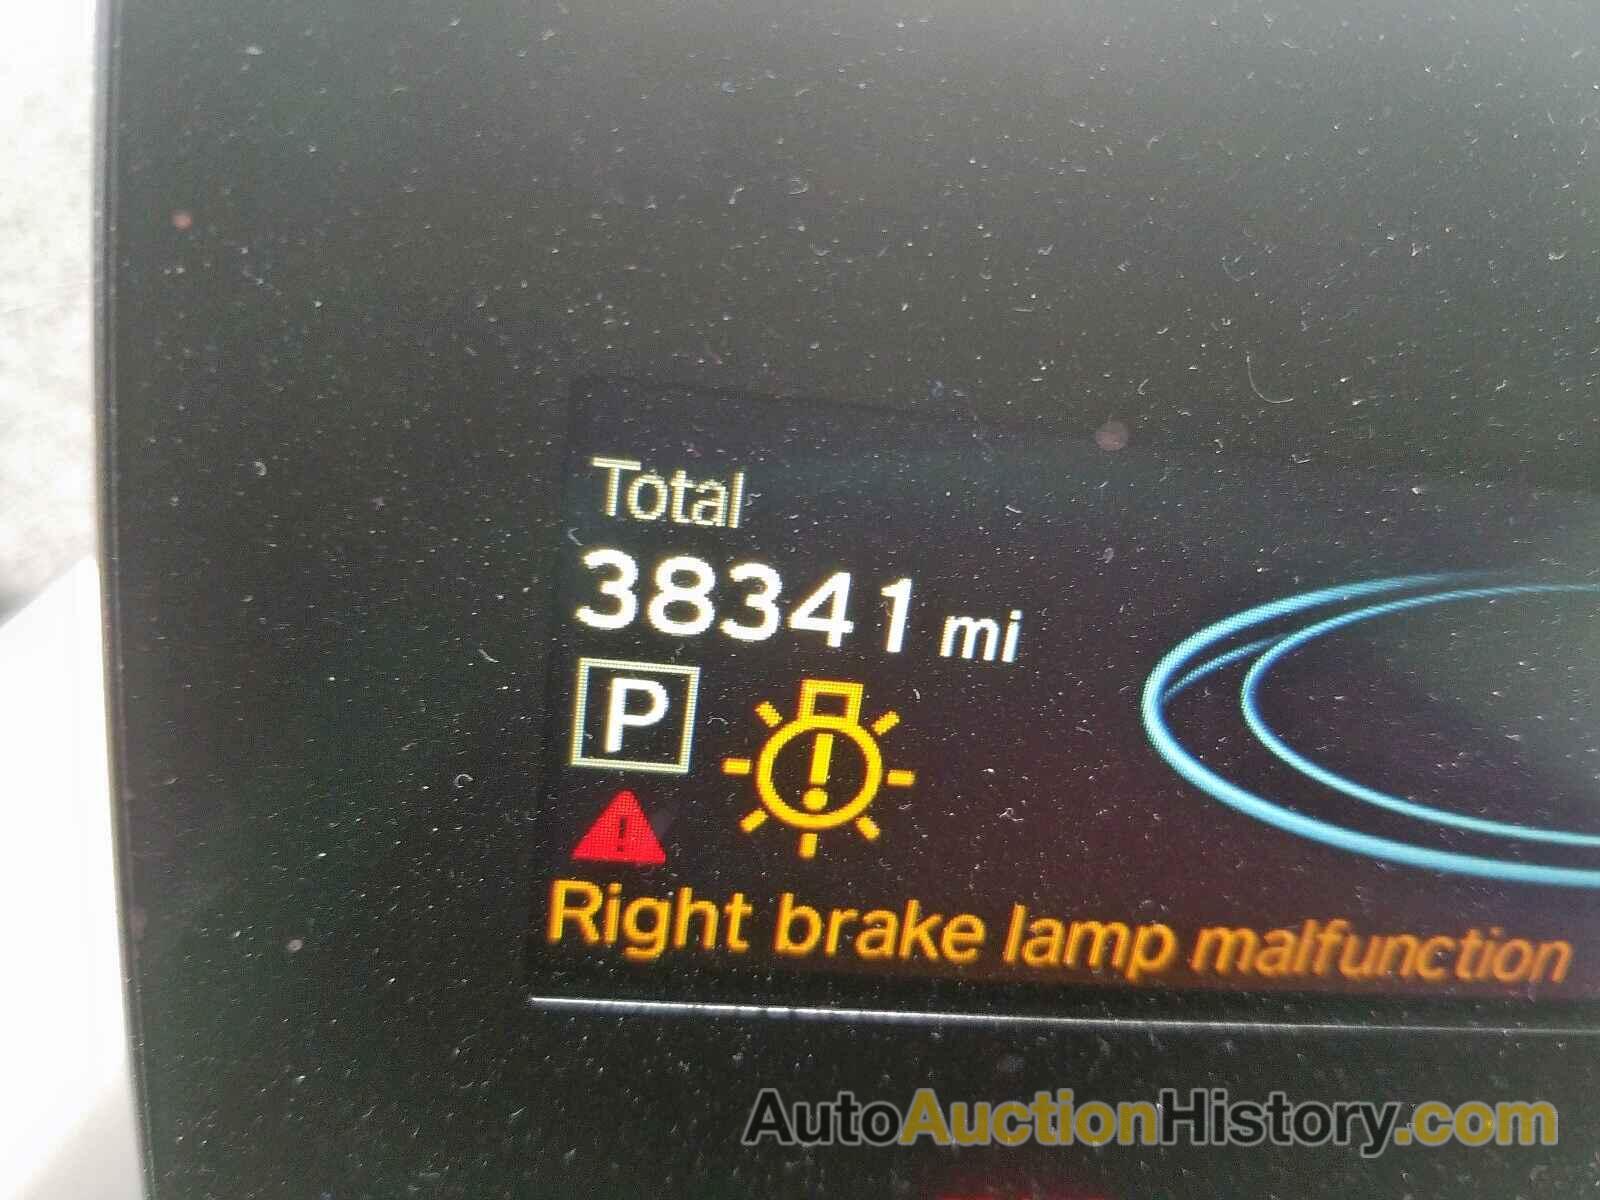 Total
38341 mi
P
Right brake lamp malfunction
AutoAuctionHistory.com